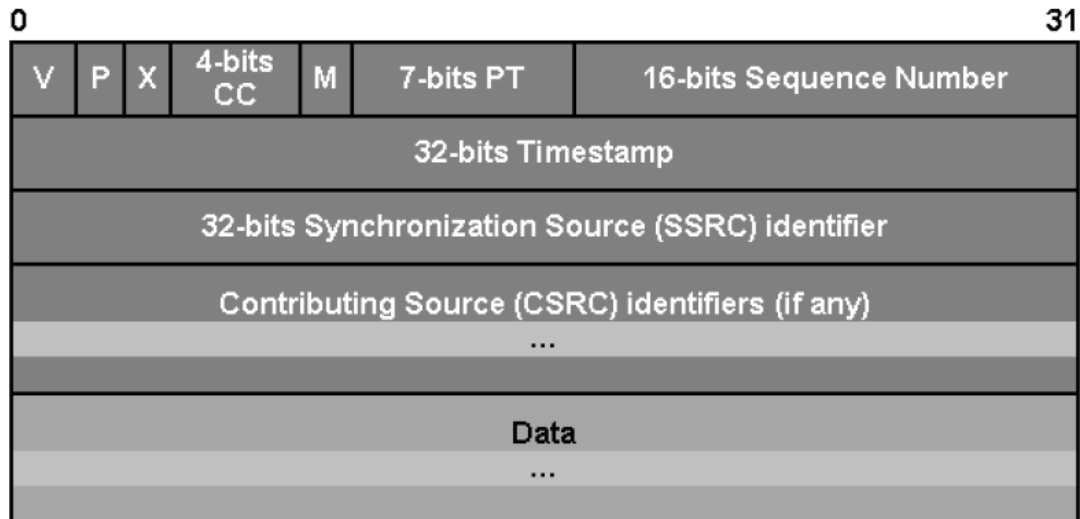 0 31
V P X 4-bits CC M 7-bits PT 16-bits Sequence Number
32-bits Timestamp
32-bits Synchronization Source (SSRC) identifier
Contributing Source (CSRC) identifiers (if any)
...
Data
...